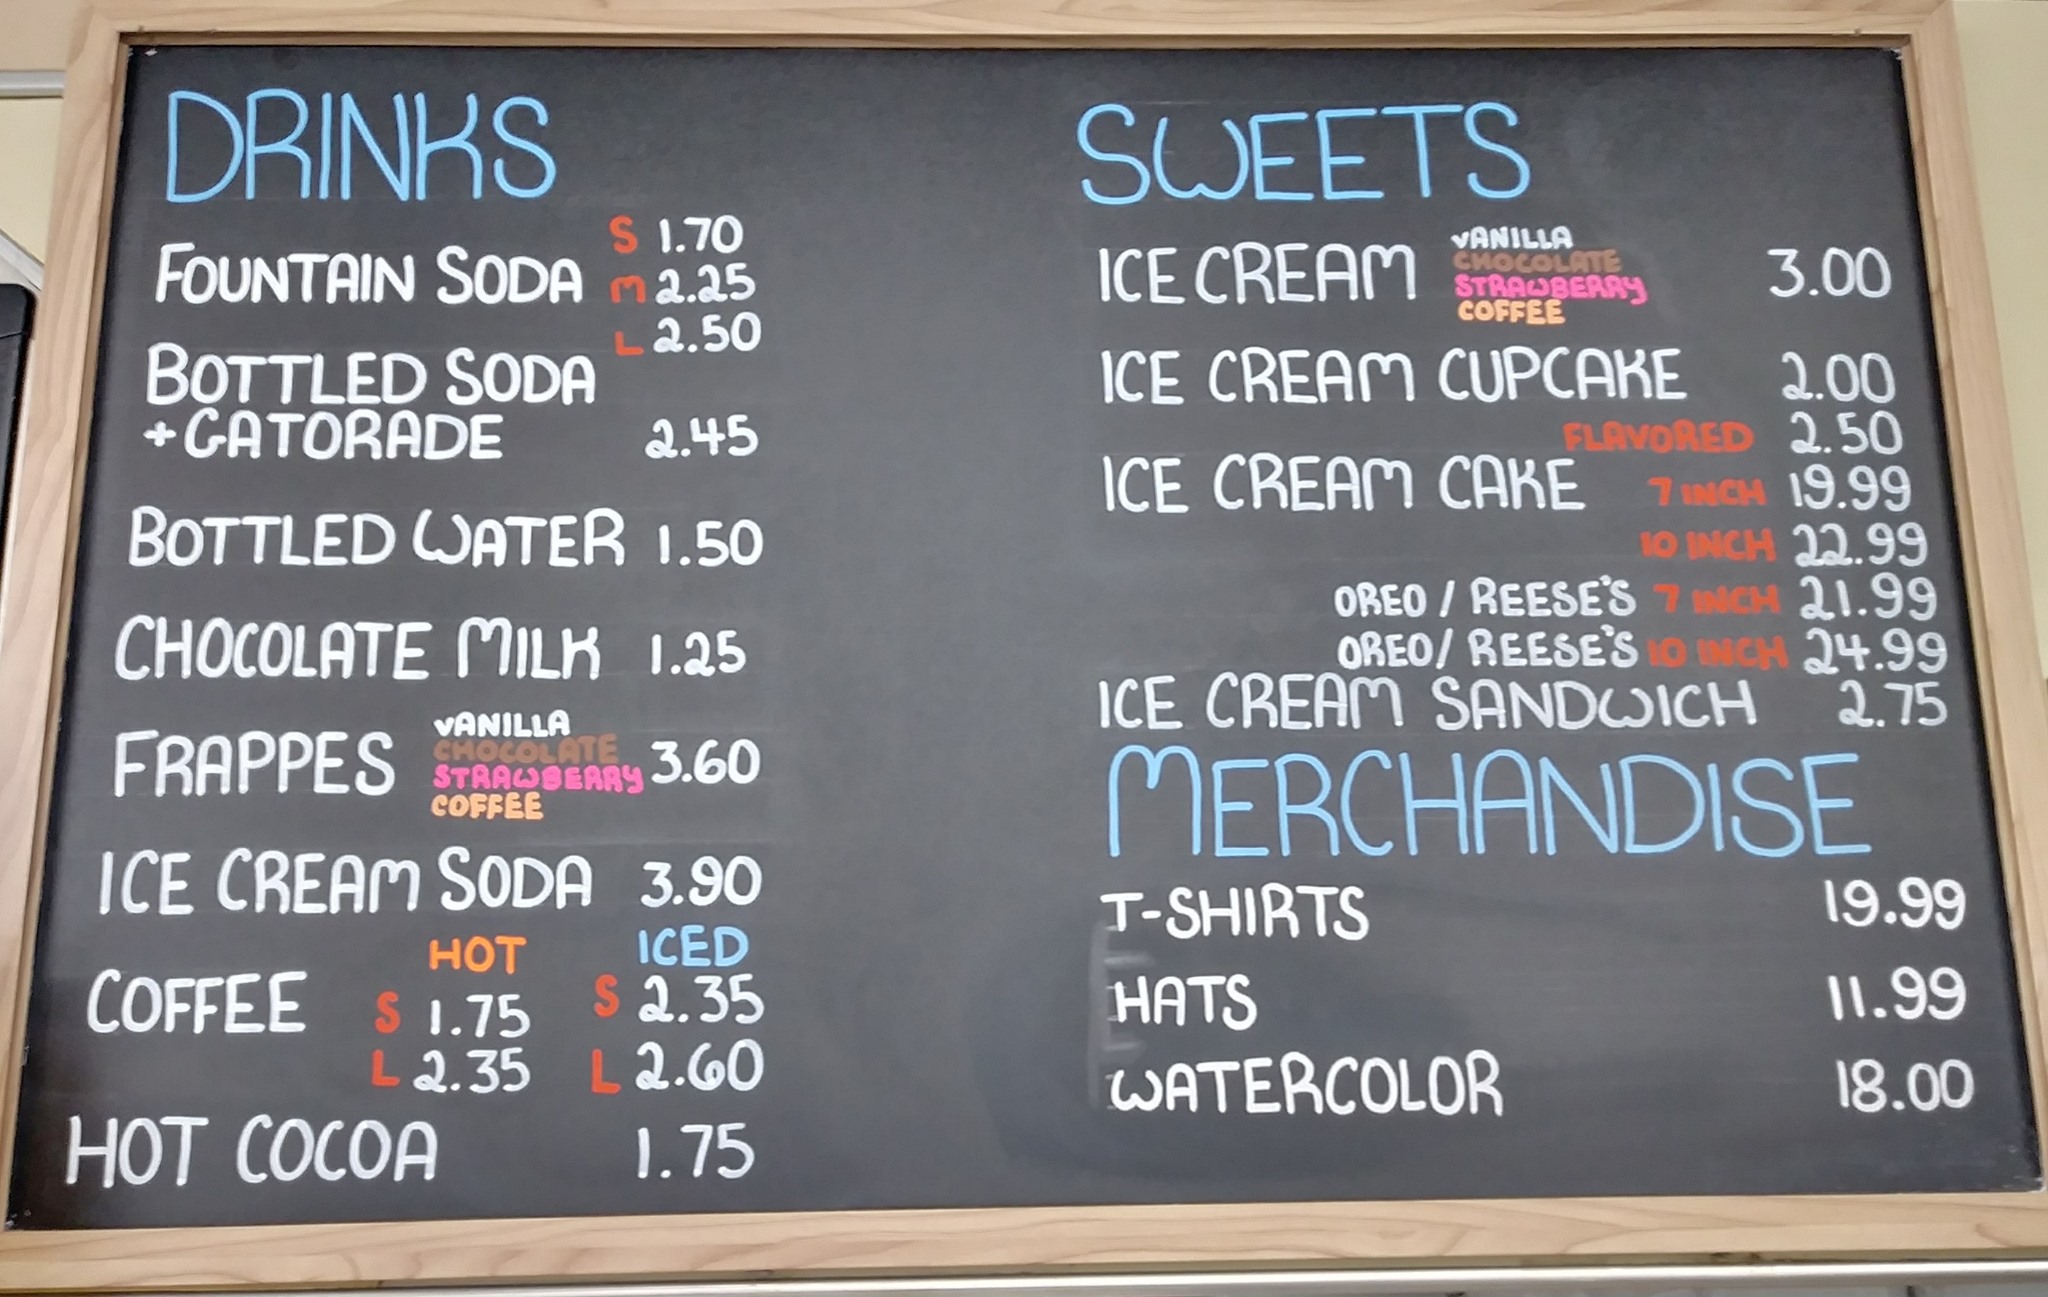 DRINKS
FOUNTAIN SODA S 1.70
M 2.25
L 2.50
BOTTLED SODA
+ GATORADE 2.45
BOTTLED WATER 1.50
CHOCOLATE MILK 1.25
FRAPPES VANILLA
CHOCOLATE
STRAWBERRY 3.60
COFFEE
ICE CREAM SODA 3.90
HOT ICED
COFFEE S 1.75 S 2.35
L 2.35 L 2.60
HOT COCOA 1.75
SWEETS
ICE CREAM VANILLA
CHOCOLATE 3.00
STRAWBERRY
COFFEE
ICE CREAM CUPCAKE 2.00
FLAVORED 2.50
ICE CREAM CAKE 7 INCH 19.99
10 INCH 22.99
OREO / REESE'S 7 INCH 21.99
OREO / REESE'S 10 INCH 24.99
ICE CREAM SANDWICH 2.75
MERCHANDISE
T-SHIRTS 19.99
HATS 11.99
WATERCOLOR 18.00